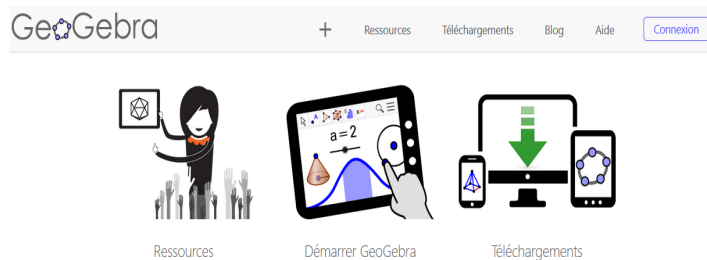 GeoGebra + Ressources Téléchargements Blog Aide Connexion
A x=
a=2
Ressources Démarrer GeoGebra Téléchargements